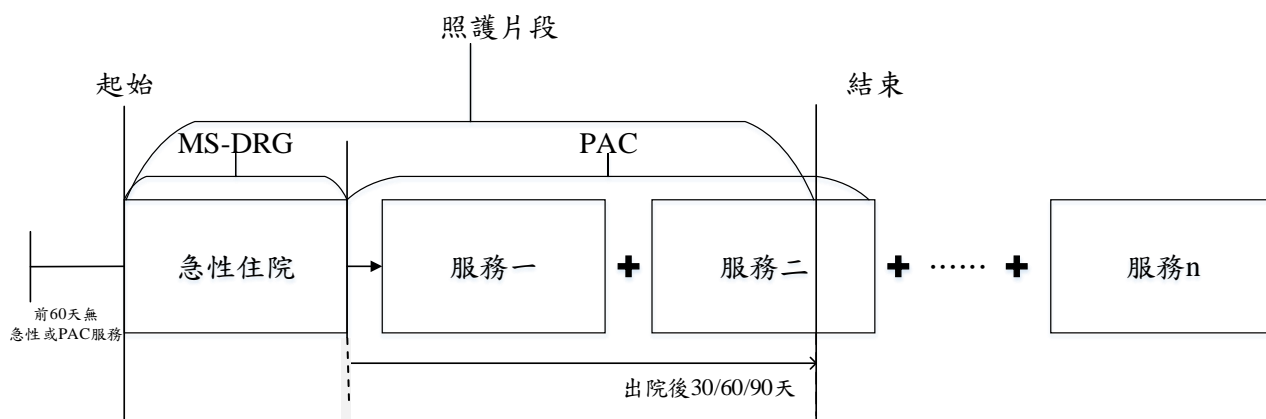 照護片段
起始
結束
MS-DRG
PAC
急性住院
服務一
服務二
······
服務n
前60天無
急性或PAC服務
出院後30/60/90天